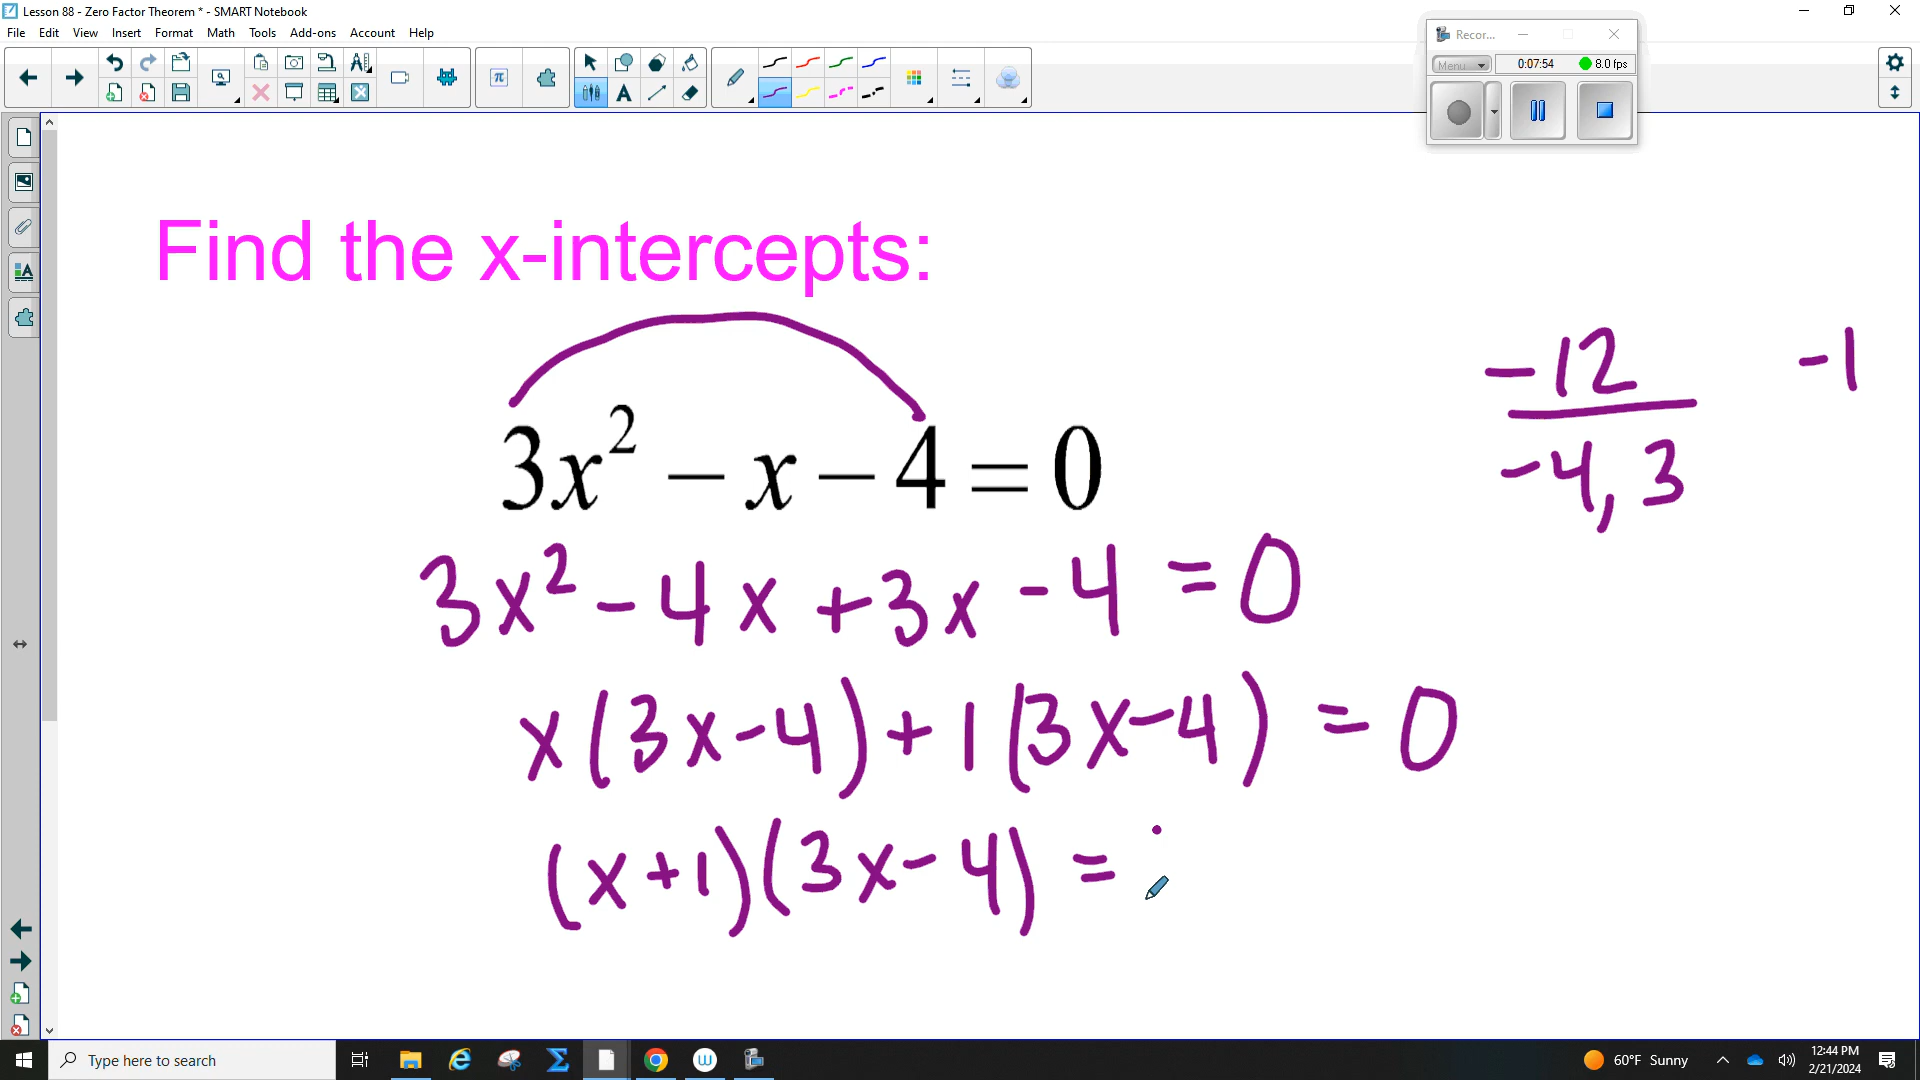 Lesson 88 - Zero Factor Theorem * - SMART Notebook
File Edit View Insert Format Math Tools Add-ons Account Help
Recor...
Menu 0:07:54 8.0 fps
Find the x-intercepts:
-12 -1
-4, 3
3x² - x - 4 = 0
3x² - 4x + 3x - 4 = 0
x(3x-4) + 1(3x-4) = 0
(x+1)(3x-4) =
Type here to search
60°F Sunny
12:44 PM
2/21/2024